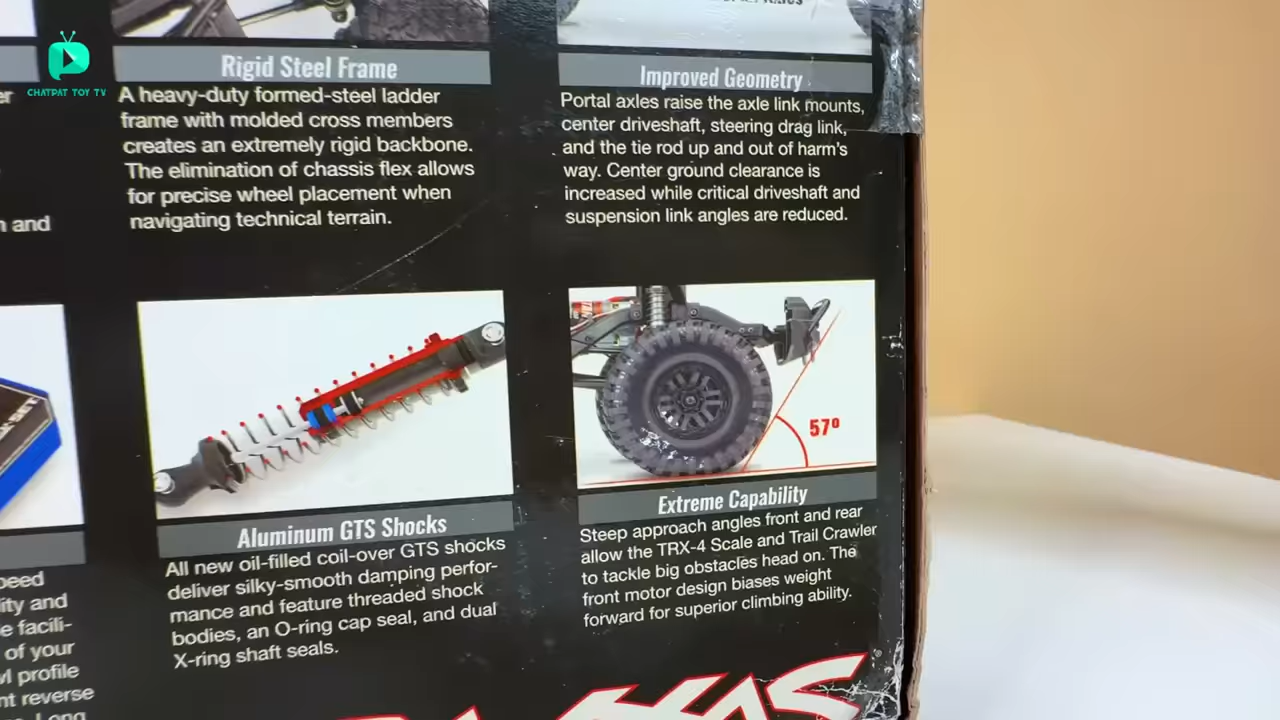 CHATPAT TOY TV
Rigid Steel Frame
A heavy-duty formed-steel ladder
frame with molded cross members
creates an extremely rigid backbone.
The elimination of chassis flex allows
for precise wheel placement when
navigating technical terrain.
Improved Geometry
Portal axles raise the axle link mounts,
center driveshaft, steering drag link,
and the tie rod up and out of harm's
way. Center ground clearance is
increased while critical driveshaft and
suspension link angles are reduced.
and
57º
Aluminum GTS Shocks
All new oil-filled coil-over GTS shocks
deliver silky-smooth damping perfor-
mance and feature threaded shock
bodies, an O-ring cap seal, and dual
X-ring shaft seals.
Extreme Capability
Steep approach angles front and rear
allow the TRX-4 Scale and Trail Crawler
to tackle big obstacles head on. The
front motor design biases weight
forward for superior climbing ability.
and
of your
profile
reverse
Long
TRAXXAS